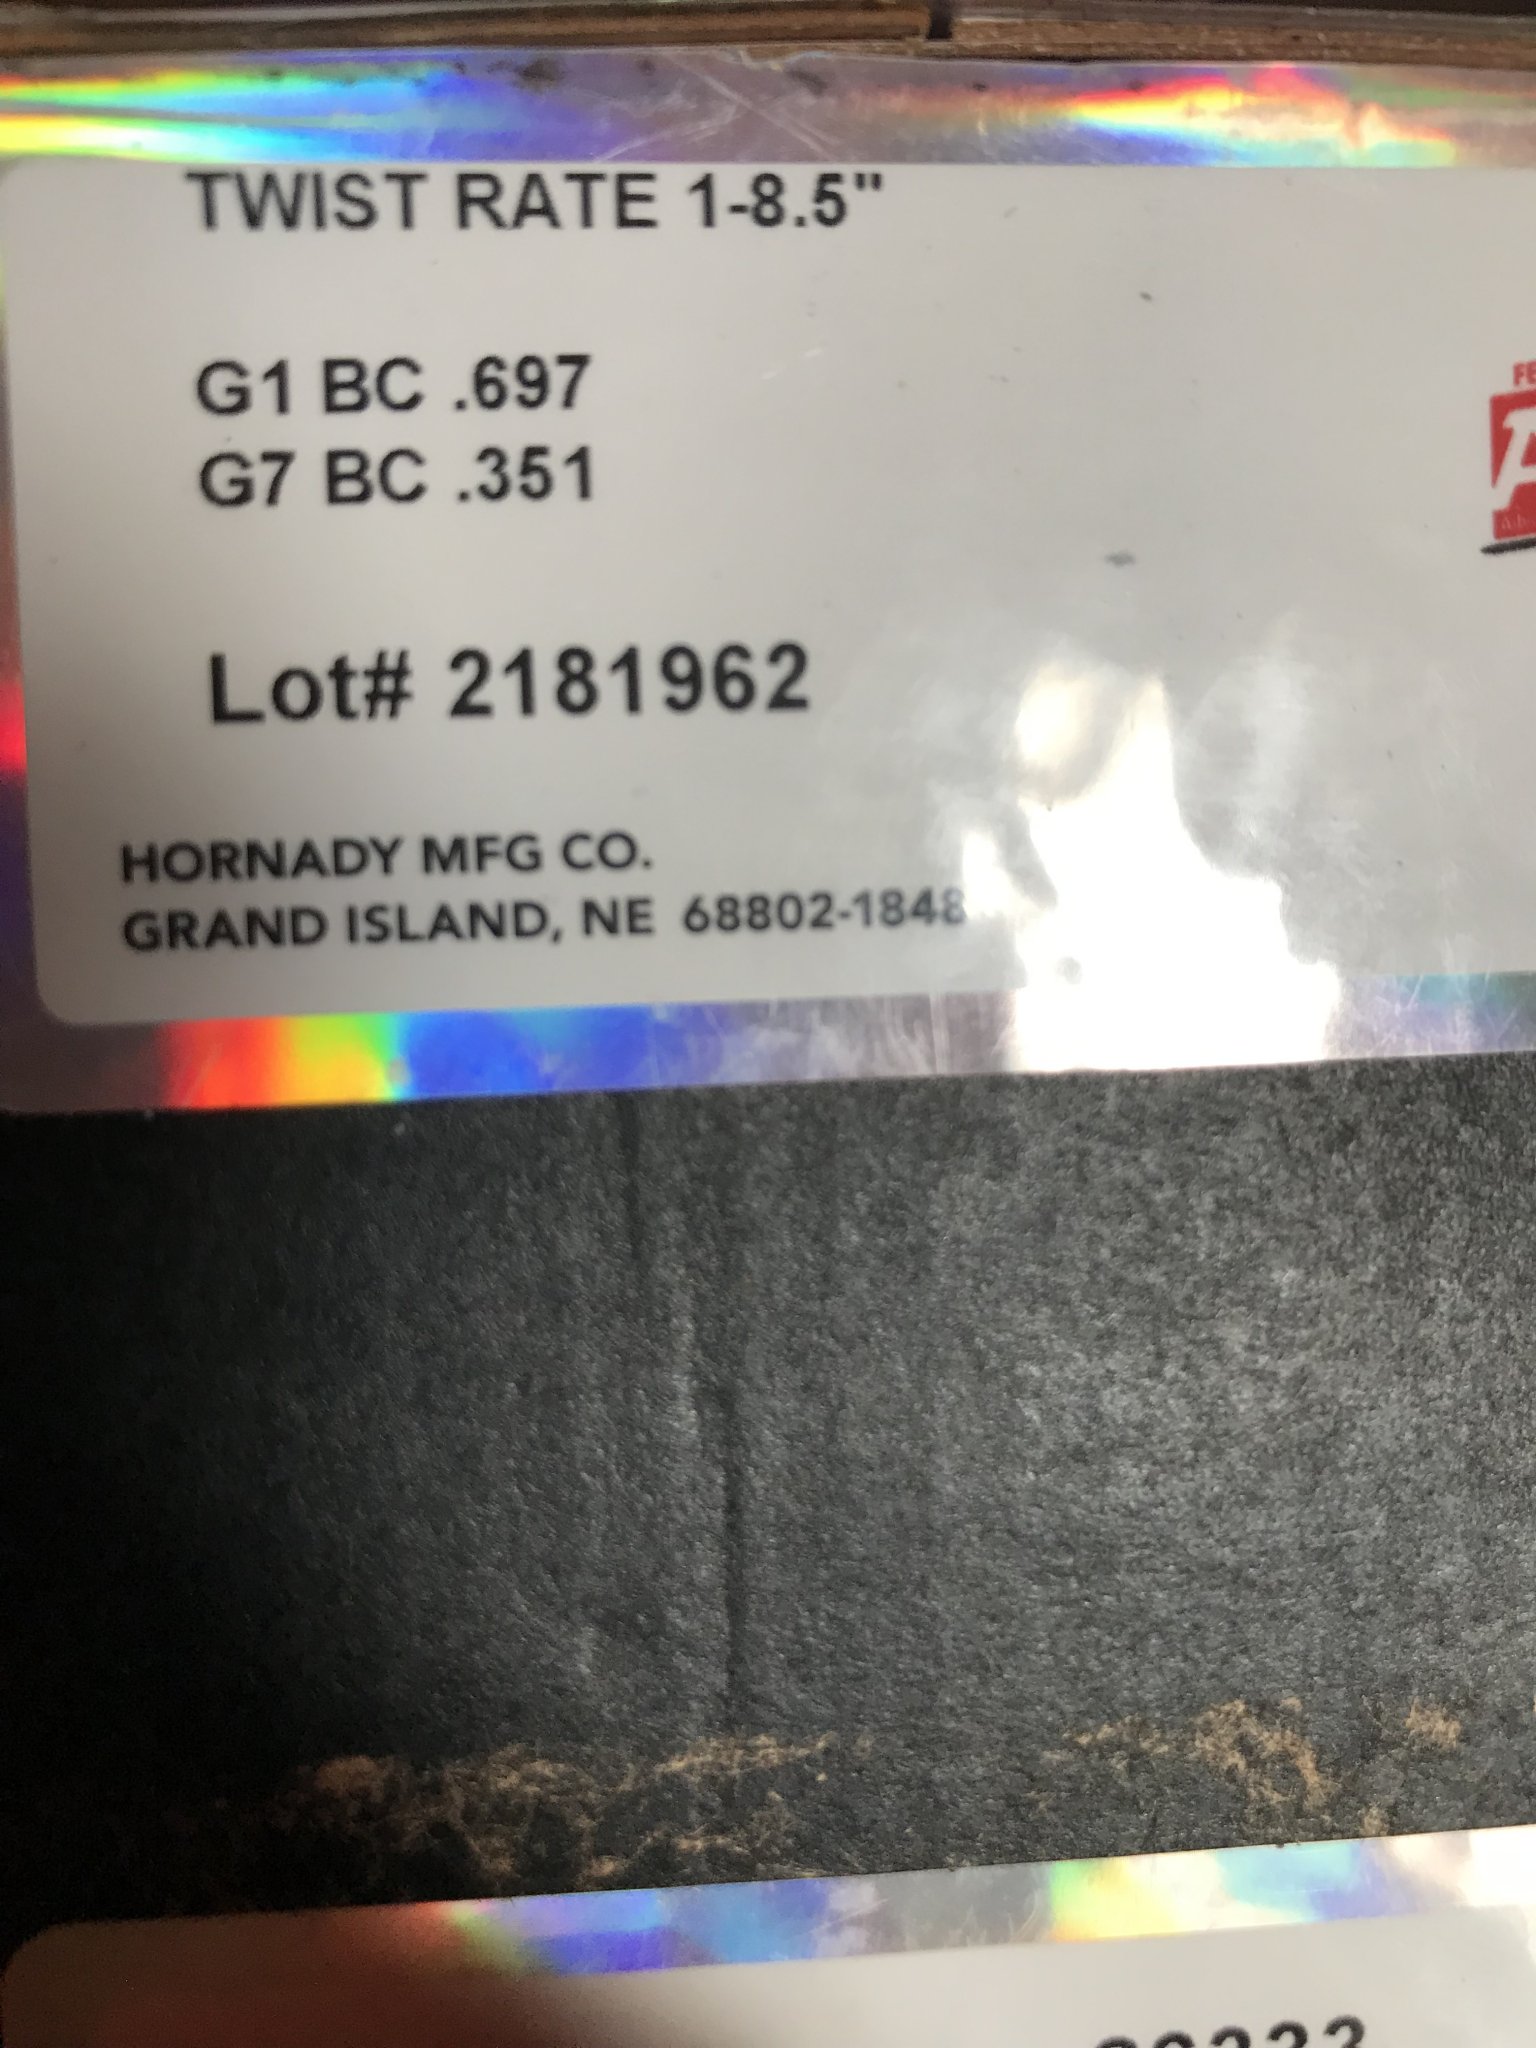 TWIST RATE 1-8.5"
G1 BC .697
G7 BC .351
Lot# 2181962
HORNADY MFG CO.
GRAND ISLAND, NE 68802-1848